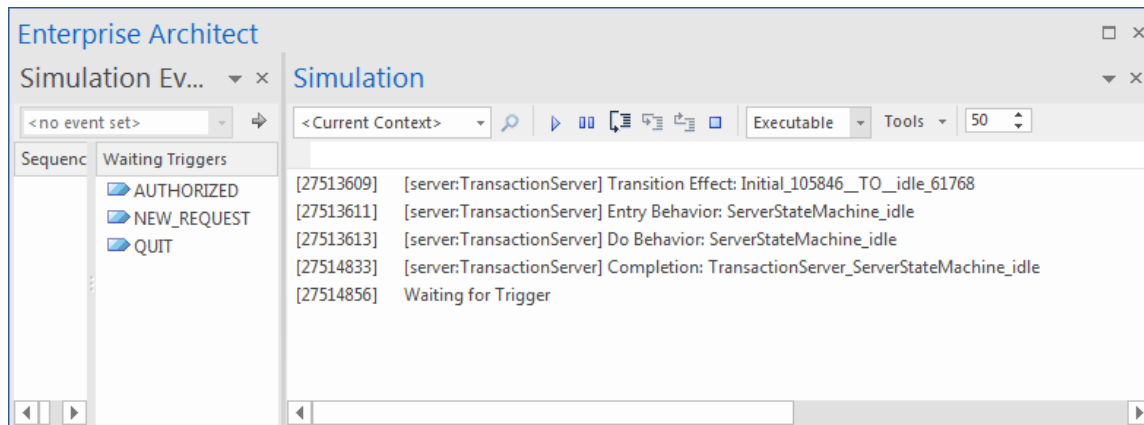 Enterprise Architect
Simulation Ev...
<no event set>
Sequenc
Waiting Triggers
AUTHORIZED
NEW_REQUEST
QUIT
Simulation
<Current Context>
Executable
Tools
50
[27513609] [server:TransactionServer] Transition Effect: Initial_105846__TO__idle_61768
[27513611] [server:TransactionServer] Entry Behavior: ServerStateMachine_idle
[27513613] [server:TransactionServer] Do Behavior: ServerStateMachine_idle
[27514833] [server:TransactionServer] Completion: TransactionServer_ServerStateMachine_idle
[27514856] Waiting for Trigger